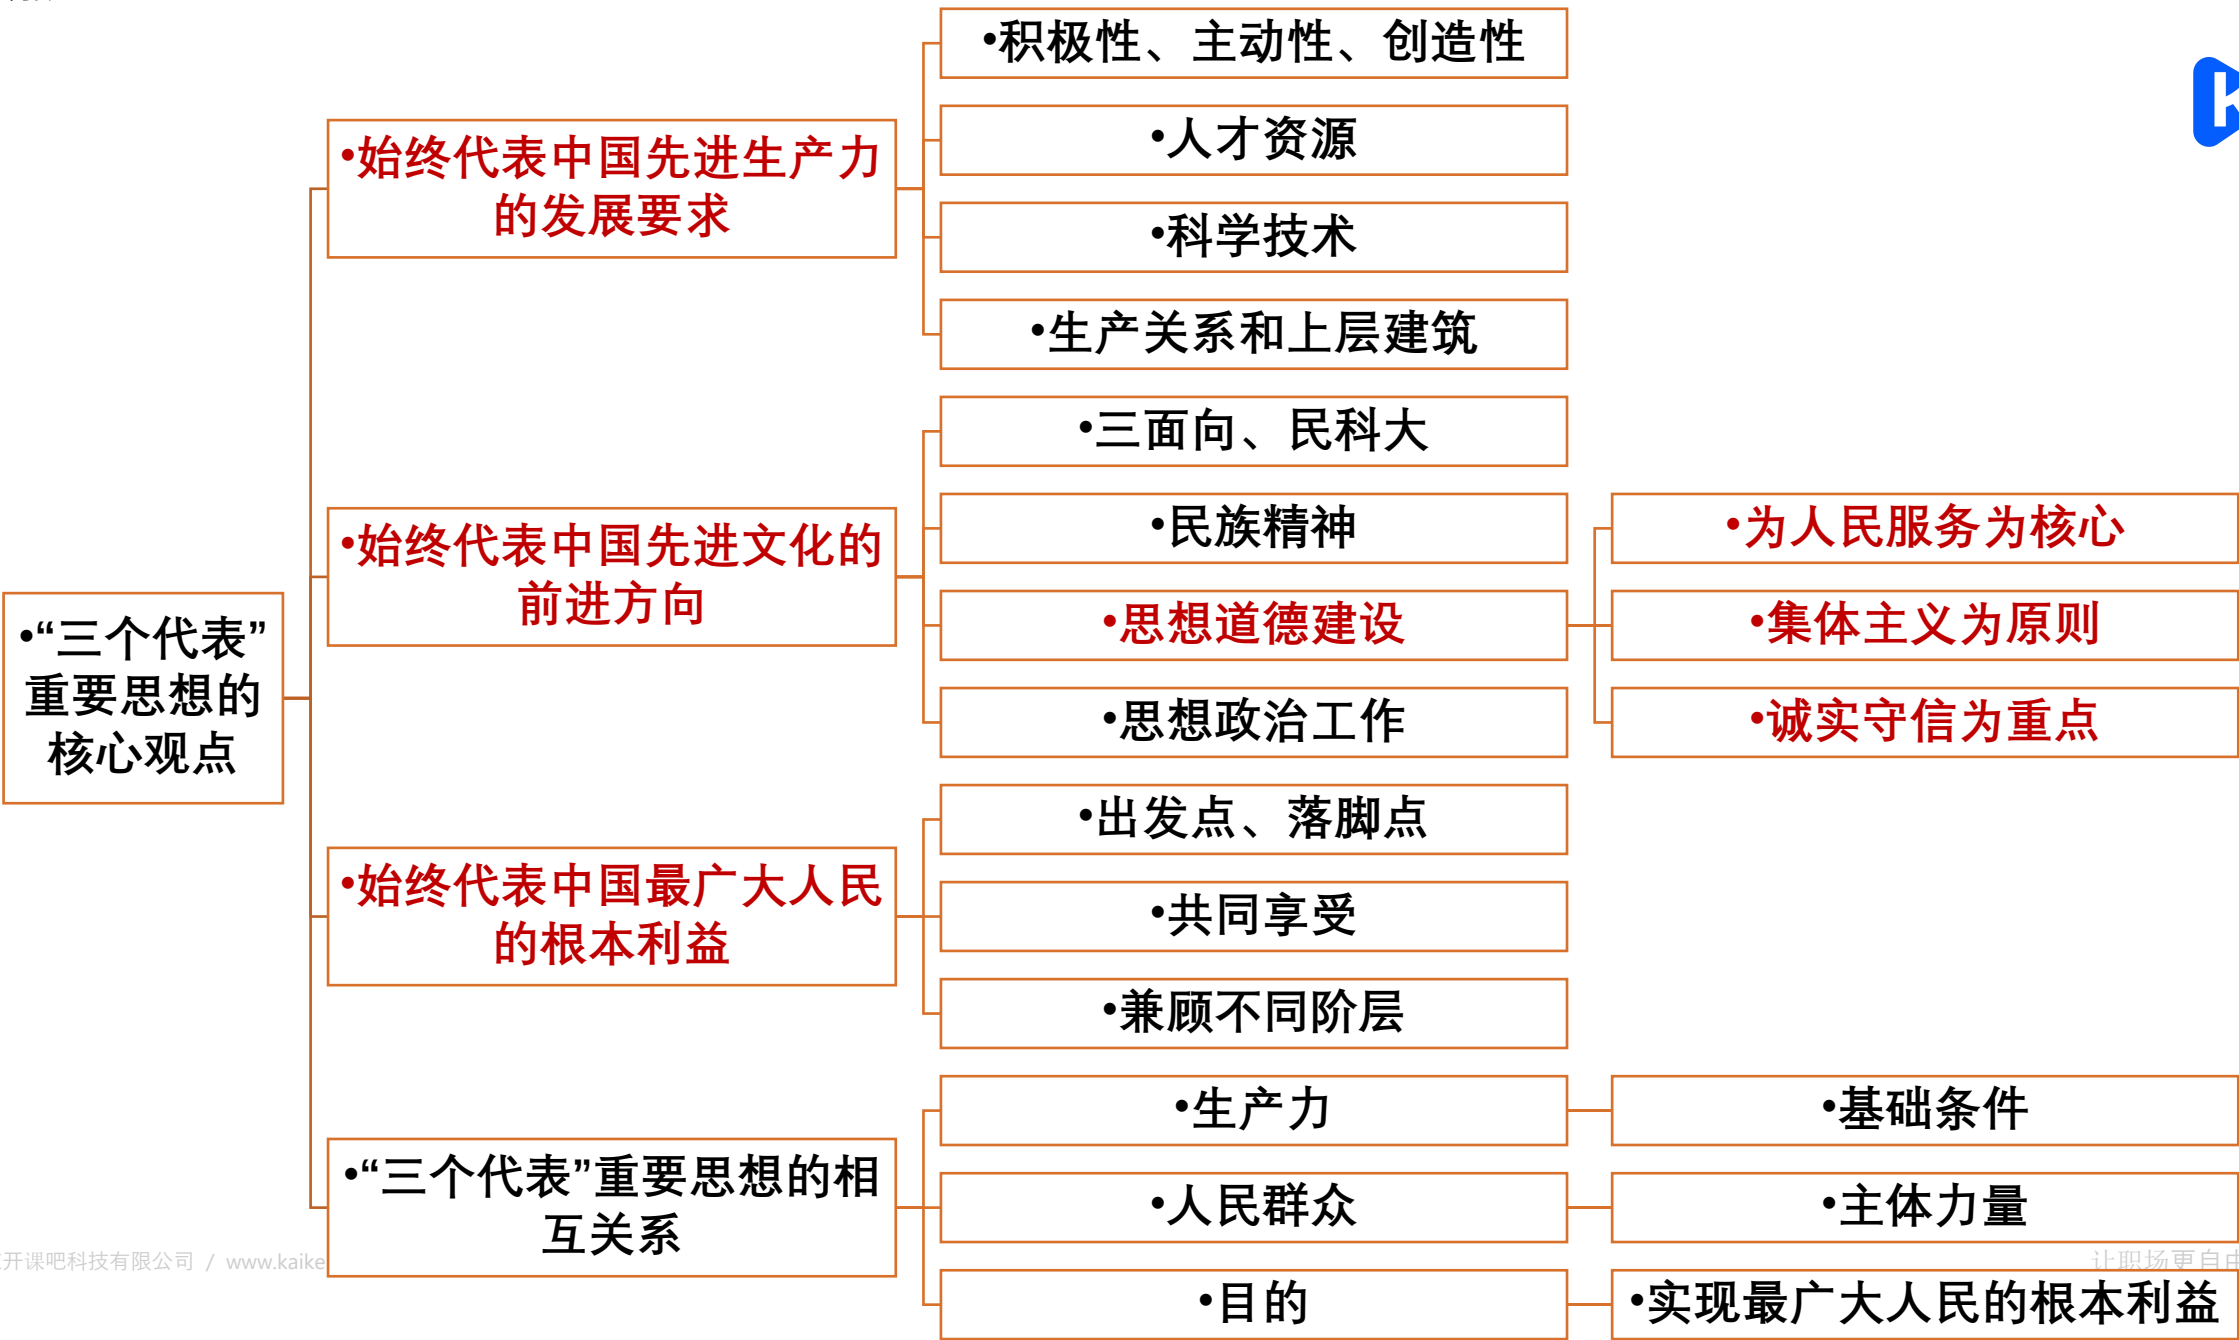 •积极性、主动性、创造性
•人才资源
•始终代表中国先进生产力
的发展要求
•科学技术
•生产关系和上层建筑
•三面向、民科大
•民族精神
•为人民服务为核心
•始终代表中国先进文化的
前进方向
•思想道德建设
•集体主义为原则
•思想政治工作
•诚实守信为重点
•“三个代表”
重要思想的
核心观点
•出发点、落脚点
•始终代表中国最广大人民
的根本利益
•共同享受
•兼顾不同阶层
•生产力
•基础条件
•“三个代表”重要思想的相
互关系
•人民群众
•主体力量
•目的
•实现最广大人民的根本利益
开课吧科技有限公司 / www.kaike
让职场更自由